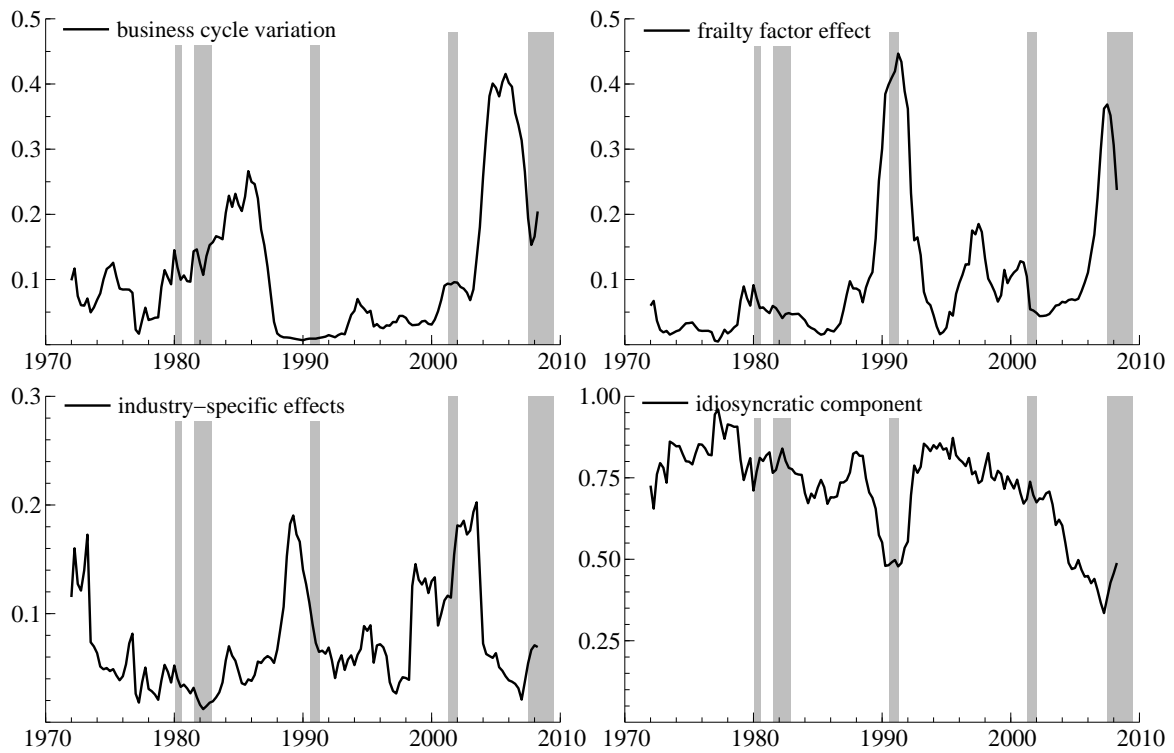 business cycle variation
0.5
0.4
0.3
0.2
0.1
1970 1980 1990 2000 2010
frailty factor effect
0.5
0.4
0.3
0.2
0.1
1970 1980 1990 2000 2010
industry−specific effects
0.3
0.2
0.1
1970 1980 1990 2000 2010
idiosyncratic component
1.00
0.75
0.50
0.25
1970 1980 1990 2000 2010